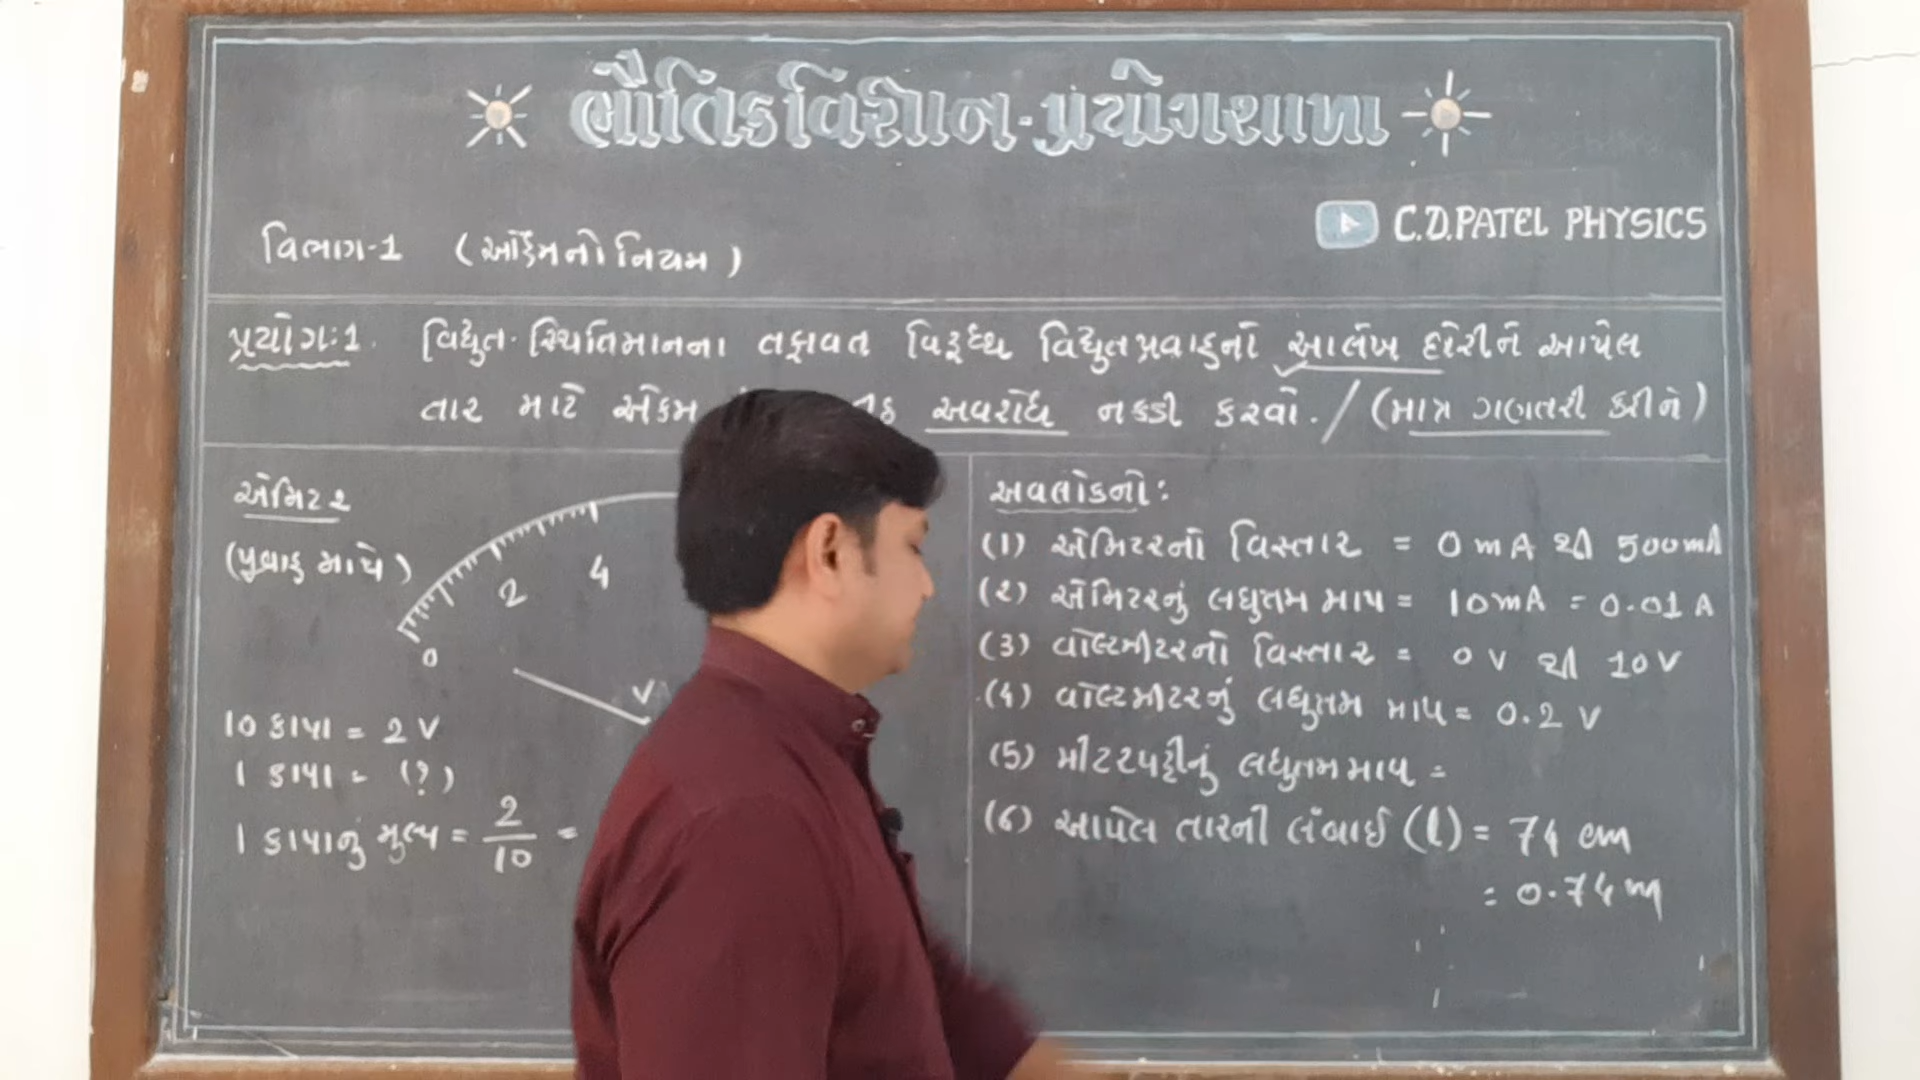 ભૌતિકવિજ્ઞાન-પ્રયોગશાળા
C.D.PATEL PHYSICS
વિભાગ-1 (ઓહ્મનો નિયમ)
પ્રયોગ:1. વિદ્યુત-સ્થિતિમાનના તફાવત વિરૂધ્ધ વિદ્યુતપ્રવાહનો આલેખ દોરીને આપેલ
તાર માટે એકમ અવરોધ નક્કી કરવો. / (માત્ર ગણતરી કરીને)
એમિટર
(પ્રવાહ માપે)
0 2 4
V
10 કાપા = 2 V
1 કાપા = (?)
1 કાપાનું મુલ્ય = 2/10 =
અવલોકનો:
(1) એમિટરનો વિસ્તાર = 0 mA થી 500mA
(2) એમિટરનું લઘુતમ માપ = 10mA = 0.01 A
(3) વોલ્ટમીટરનો વિસ્તાર = 0 V થી 10 V
(4) વોલ્ટમીટરનું લઘુતમ માપ = 0.2 V
(5) મીટરપટ્ટીનું લઘુતમ માપ =
(6) આપેલ તારની લંબાઈ (l) = 74 cm
= 0.74 m